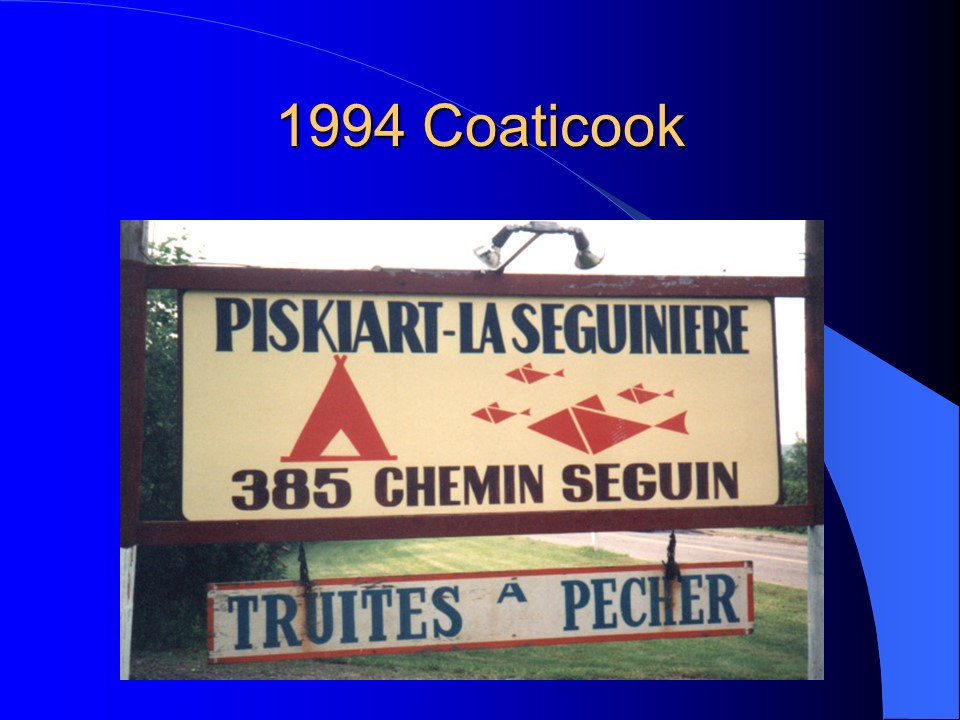 1994 Coaticook
PISKIART-LA SEGUINIERE
385 CHEMIN SEGUIN
TRUITES A PECHER